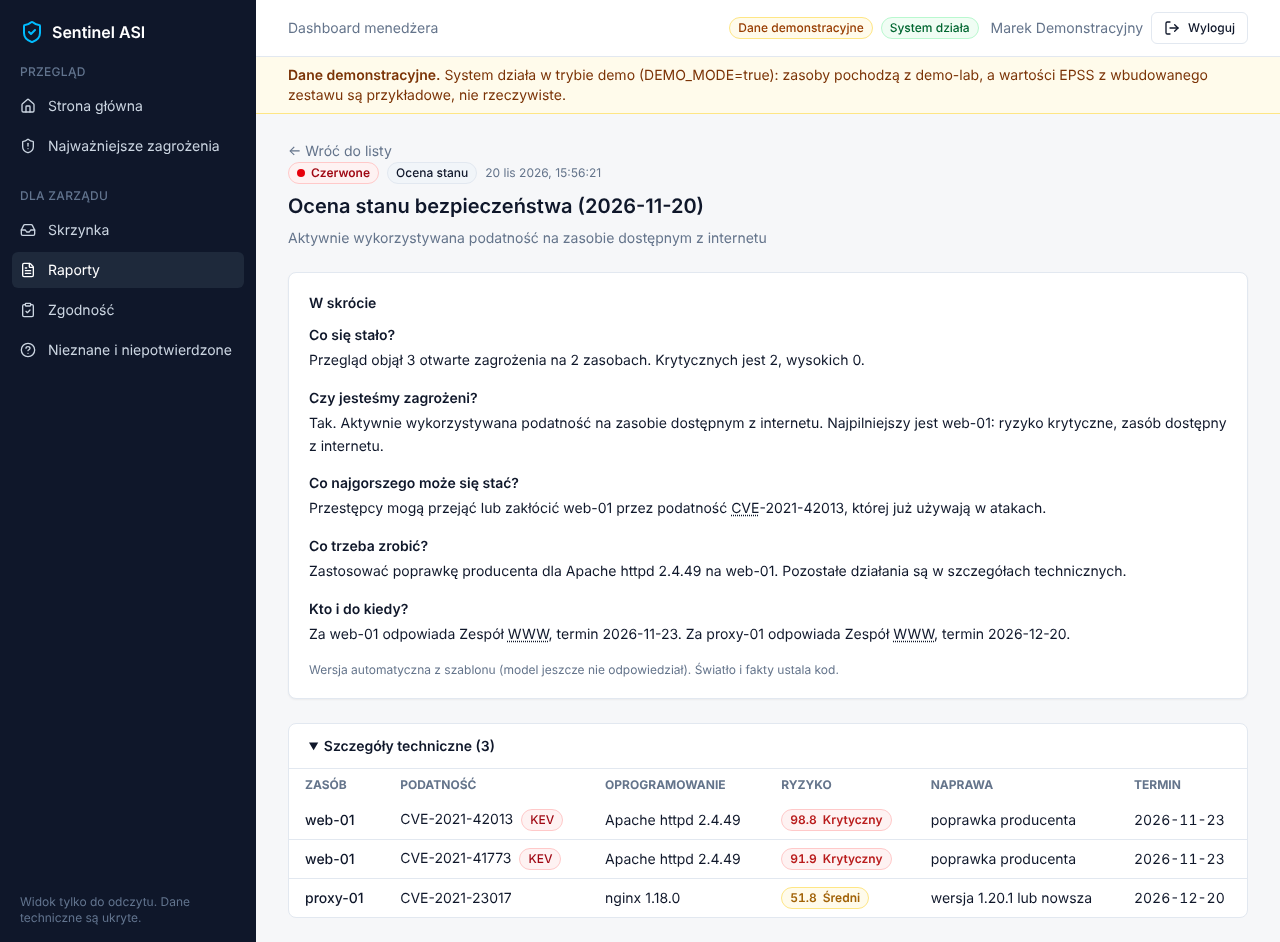 Sentinel ASI
PRZEGLĄD
Strona główna
Najważniejsze zagrożenia
DLA ZARZĄDU
Skrzynka
Raporty
Zgodność
Nieznane i niepotwierdzone
Widok tylko do odczytu. Dane
techniczne są ukryte.
Dashboard menedżera
Dane demonstracyjne
System działa
Marek Demonstracyjny
Wyloguj
Dane demonstracyjne. System działa w trybie demo (DEMO_MODE=true): zasoby pochodzą z demo-lab, a wartości EPSS z wbudowanego
zestawu są przykładowe, nie rzeczywiste.
← Wróć do listy
Czerwone Ocena stanu 20 lis 2026, 15:56:21
Ocena stanu bezpieczeństwa (2026-11-20)
Aktywnie wykorzystywana podatność na zasobie dostępnym z internetu
W skrócie
Co się stało?
Przegląd objął 3 otwarte zagrożenia na 2 zasobach. Krytycznych jest 2, wysokich 0.
Czy jesteśmy zagrożeni?
Tak. Aktywnie wykorzystywana podatność na zasobie dostępnym z internetu. Najpilniejszy jest web-01: ryzyko krytyczne, zasób dostępny
z internetu.
Co najgorszego może się stać?
Przestępcy mogą przejąć lub zakłócić web-01 przez podatność CVE-2021-42013, której już używają w atakach.
Co trzeba zrobić?
Zastosować poprawkę producenta dla Apache httpd 2.4.49 na web-01. Pozostałe działania są w szczegółach technicznych.
Kto i do kiedy?
Za web-01 odpowiada Zespół WWW, termin 2026-11-23. Za proxy-01 odpowiada Zespół WWW, termin 2026-12-20.
Wersja automatyczna z szablonu (model jeszcze nie odpowiedział). Światło i fakty ustala kod.
▼ Szczegóły techniczne (3)
ZASÓB PODATNOŚĆ OPROGRAMOWANIE RYZYKO NAPRAWA TERMIN
web-01 CVE-2021-42013 KEV Apache httpd 2.4.49 98.8 Krytyczny poprawka producenta 2026-11-23
web-01 CVE-2021-41773 KEV Apache httpd 2.4.49 91.9 Krytyczny poprawka producenta 2026-11-23
proxy-01 CVE-2021-23017 nginx 1.18.0 51.8 Średni wersja 1.20.1 lub nowsza 2026-12-20